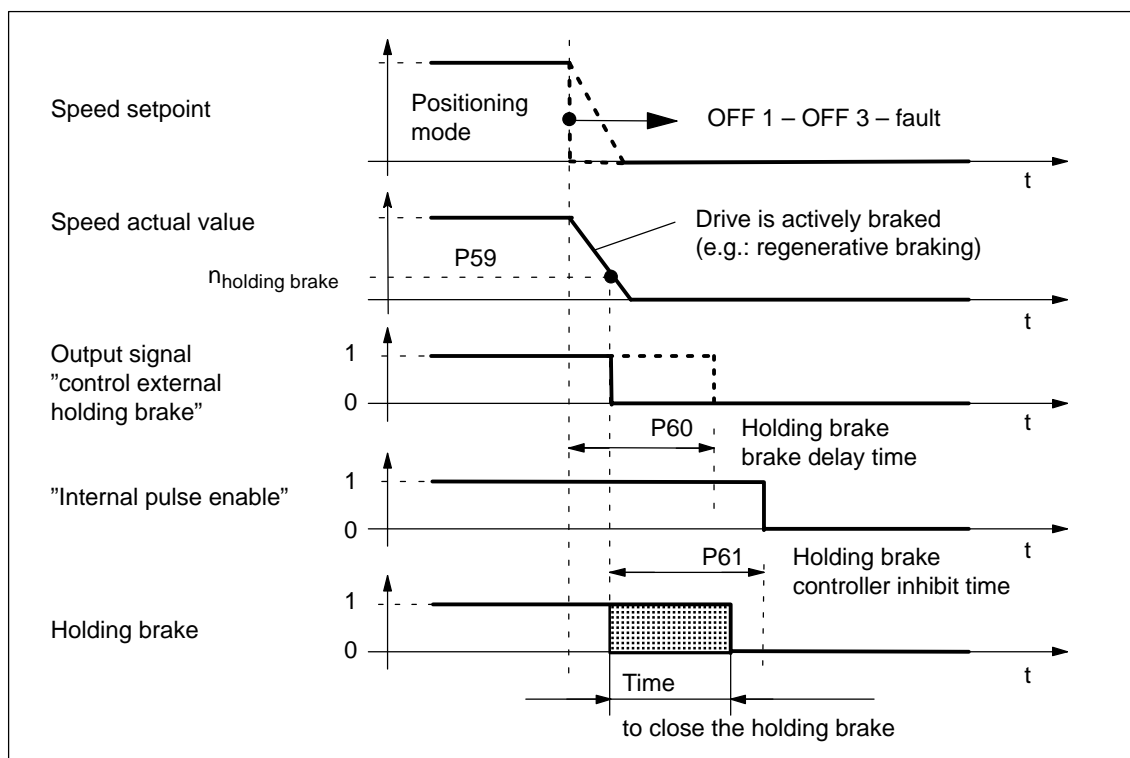 Speed setpoint
Positioning
mode
OFF 1 – OFF 3 – fault
t
Speed actual value
P59
Drive is actively braked
(e.g.: regenerative braking)
nholding brake
t
Output signal
”control external
holding brake”
1
0
t
P60
Holding brake
brake delay time
”Internal pulse enable”
1
0
t
P61
Holding brake
controller inhibit time
Holding brake
1
0
t
Time
to close the holding brake